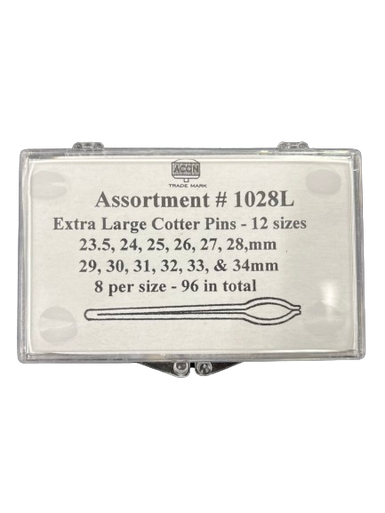 ACON
TRADE MARK
Assortment # 1028L
Extra Large Cotter Pins - 12 sizes
23.5, 24, 25, 26, 27, 28,mm
29, 30, 31, 32, 33, & 34mm
8 per size - 96 in total